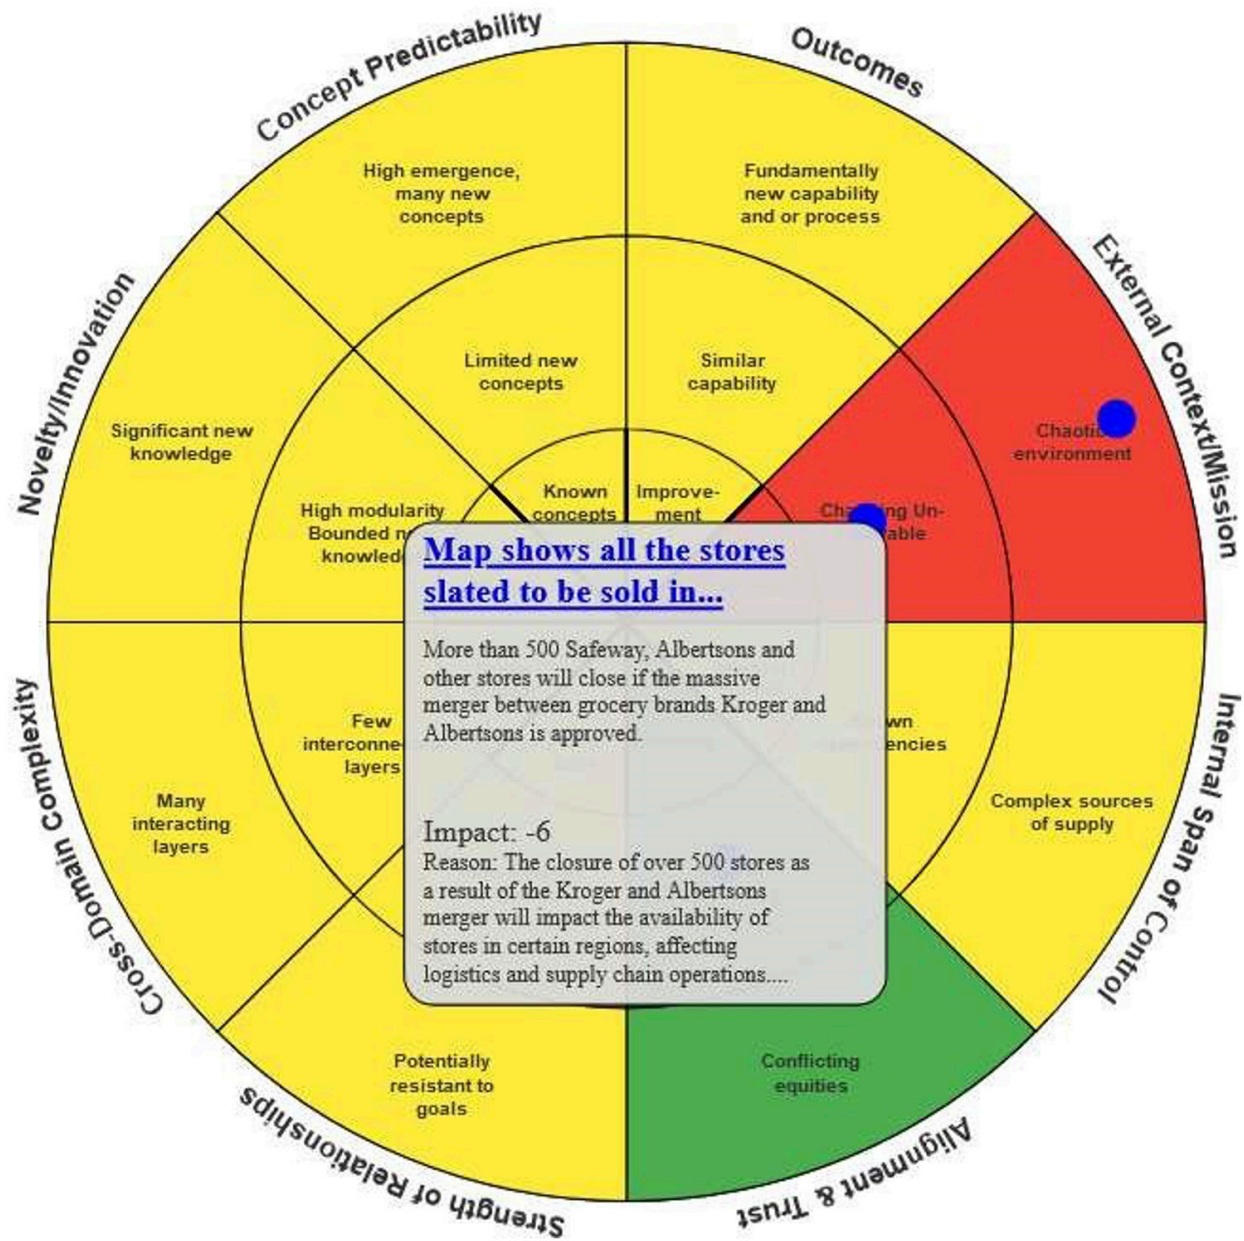 Concept Predictability
Outcomes
External Context/Mission
Internal Span of Control
Alignment & Trust
Strength of Relationships
Cross-Domain Complexity
Novelty/Innovation
High emergence,
many new
concepts
Fundamentally
new capability
and or process
Limited new
concepts
Similar
capability
Significant new
knowledge
environment
Known
concepts
Improve-
ment
High modularity
Bounded
Un-
Map shows all the stores
slated to be sold in...
More than 500 Safeway, Albertsons and
other stores will close if the massive
merger between grocery brands Kroger and
Albertsons is approved.
Impact: -6
Reason: The closure of over 500 stores as
a result of the Kroger and Albertsons
merger will impact the availability of
stores in certain regions, affecting
logistics and supply chain operations....
Few
layers
Many
interacting
layers
Complex sources
of supply
Potentially
resistant to
goals
Conflicting
equities